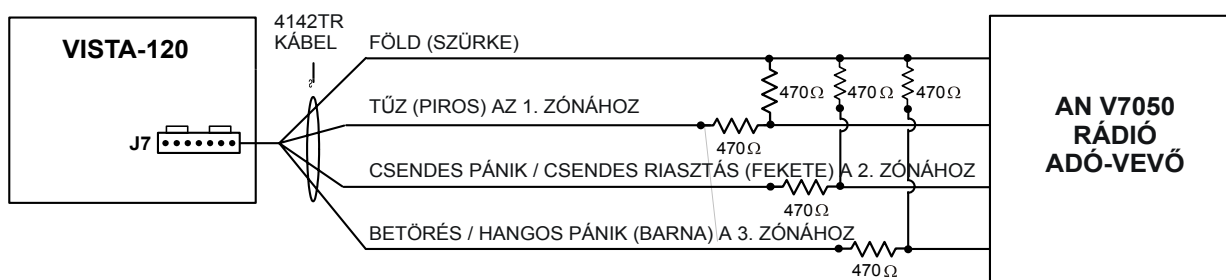 VISTA-120
J7
4142TR
KÁBEL
FÖLD (SZÜRKE)
470Ω
470Ω
470Ω
TŰZ (PIROS) AZ 1. ZÓNÁHOZ
470Ω
CSENDES PÁNIK / CSENDES RIASZTÁS (FEKETE) A 2. ZÓNÁHOZ
470Ω
BETÖRÉS / HANGOS PÁNIK (BARNA) A 3. ZÓNÁHOZ
470Ω
AN V7050
RÁDIÓ
ADÓ-VEVŐ